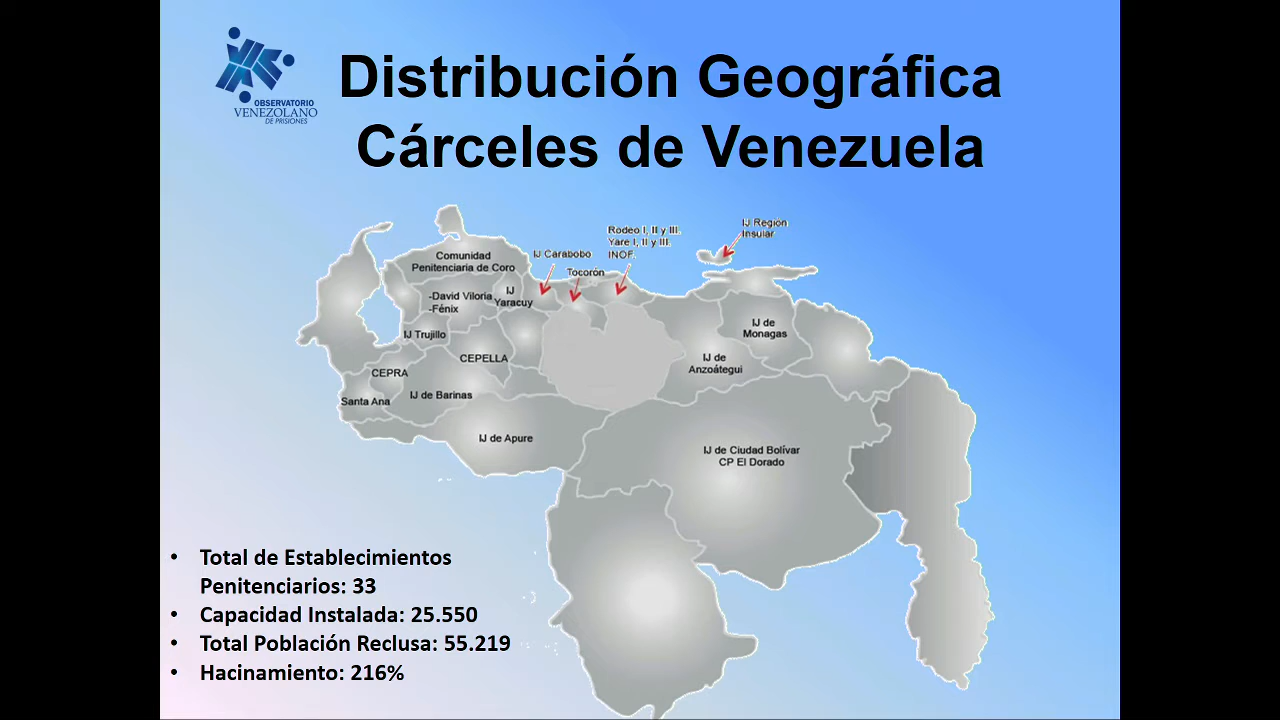 OBSERVATORIO
VENEZOLANO
DE PRISIONES
Distribución Geográfica
Cárceles de Venezuela
IJ Región
Insular
Rodeo I, II y III.
Yare I, II y III.
INOF.
IJ Carabobo
Tocorón
Comunidad
Penitenciaria de Coro
-David Viloria
-Fénix
IJ
Yaracuy
IJ Trujillo
CEPELLA
CEPRA
IJ de Barinas
Santa Ana
IJ de Apure
IJ de
Monagas
IJ de
Anzoátegui
IJ de Ciudad Bolívar
CP El Dorado
• Total de Establecimientos
Penitenciarios: 33
• Capacidad Instalada: 25.550
• Total Población Reclusa: 55.219
• Hacinamiento: 216%